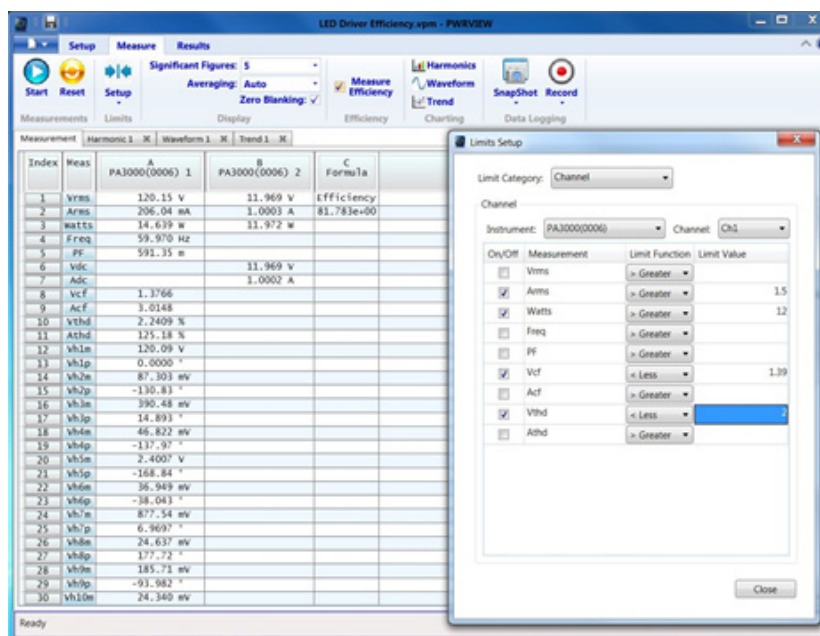 LED Driver Efficiency.vpm - PWRVIEW
Setup Measure Results
Start Reset Setup
Significant Figures: 5
Averaging: Auto
Zero Blanking:
Measure Efficiency
Harmonics
Waveform
Trend
SnapShot Record
Measurements Limits Display Efficiency Charting Data Logging
Measurement Harmonic 1 Waveform 1 Trend 1
Index Meas A PA3000(0006) 1 B PA3000(0006) 2 C Formula
1 Vrms 120.15 V 11.969 V Efficiency
2 Arms 206.04 mA 1.0003 A 81.783e+00
3 Watts 14.639 W 11.972 W
4 Freq 59.970 Hz
5 PF 591.35 m
6 Vdc 11.969 V
7 Adc 1.0002 A
8 Vcf 1.3766
9 Acf 3.0148
10 Vthd 2.2409 %
11 Athd 125.18 %
12 Vh1m 120.09 V
13 Vh1p 0.0000 °
14 Vh2m 87.303 mV
15 Vh2p -130.83 °
16 Vh3m 390.48 mV
17 Vh3p 14.893 °
18 Vh4m 46.822 mV
19 Vh4p -137.97 °
20 Vh5m 2.4007 V
21 Vh5p -168.84 °
22 Vh6m 36.949 mV
23 Vh6p -38.043 °
24 Vh7m 877.54 mV
25 Vh7p 6.9697 °
26 Vh8m 24.637 mV
27 Vh8p 177.72 °
28 Vh9m 185.71 mV
29 Vh9p -93.982 °
30 Vh10m 24.340 mV
Ready
Limits Setup
Limit Category: Channel
Channel
Instrument: PA3000(0006) Channel: Ch1
On/Off Measurement Limit Function Limit Value
Vrms > Greater
Arms > Greater 1.5
Watts > Greater 12
Freq > Greater
PF > Greater
Vcf < Less 1.39
Acf > Greater
Vthd < Less 2
Athd > Greater
Close